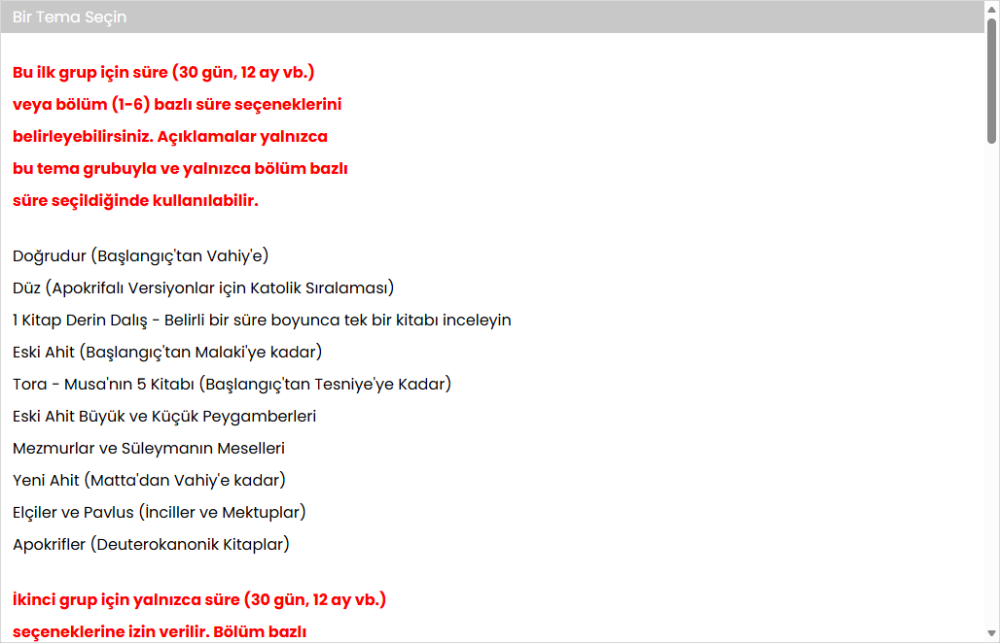 Bir Tema Seçin
Bu ilk grup için süre (30 gün, 12 ay vb.)
veya bölüm (1-6) bazlı süre seçeneklerini
belirleyebilirsiniz. Açıklamalar yalnızca
bu tema grubuyla ve yalnızca bölüm bazlı
süre seçildiğinde kullanılabilir.
Doğrudur (Başlangıç'tan Vahiy'e)
Düz (Apokrifalı Versiyonlar için Katolik Sıralaması)
1 Kitap Derin Dalış - Belirli bir süre boyunca tek bir kitabı inceleyin
Eski Ahit (Başlangıç'tan Malaki'ye kadar)
Tora - Musa'nın 5 Kitabı (Başlangıç'tan Tesniye'ye Kadar)
Eski Ahit Büyük ve Küçük Peygamberleri
Mezmurlar ve Süleymanın Meselleri
Yeni Ahit (Matta'dan Vahiy'e kadar)
Elçiler ve Pavlus (İnciller ve Mektuplar)
Apokrifler (Deuterokanonik Kitaplar)
İkinci grup için yalnızca süre (30 gün, 12 ay vb.)
seçeneklerine izin verilir. Bölüm bazlı